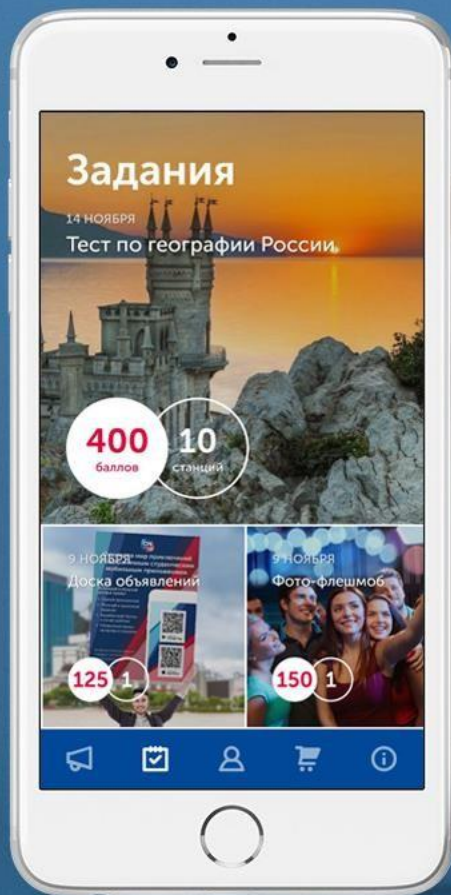 Задания
14 НОЯБРЯ
Тест по географии России
400
баллов
10
станций
9 НОЯБРЯ
Доска объявлений
125
1
9 НОЯБРЯ
Фото-флешмоб
150
1